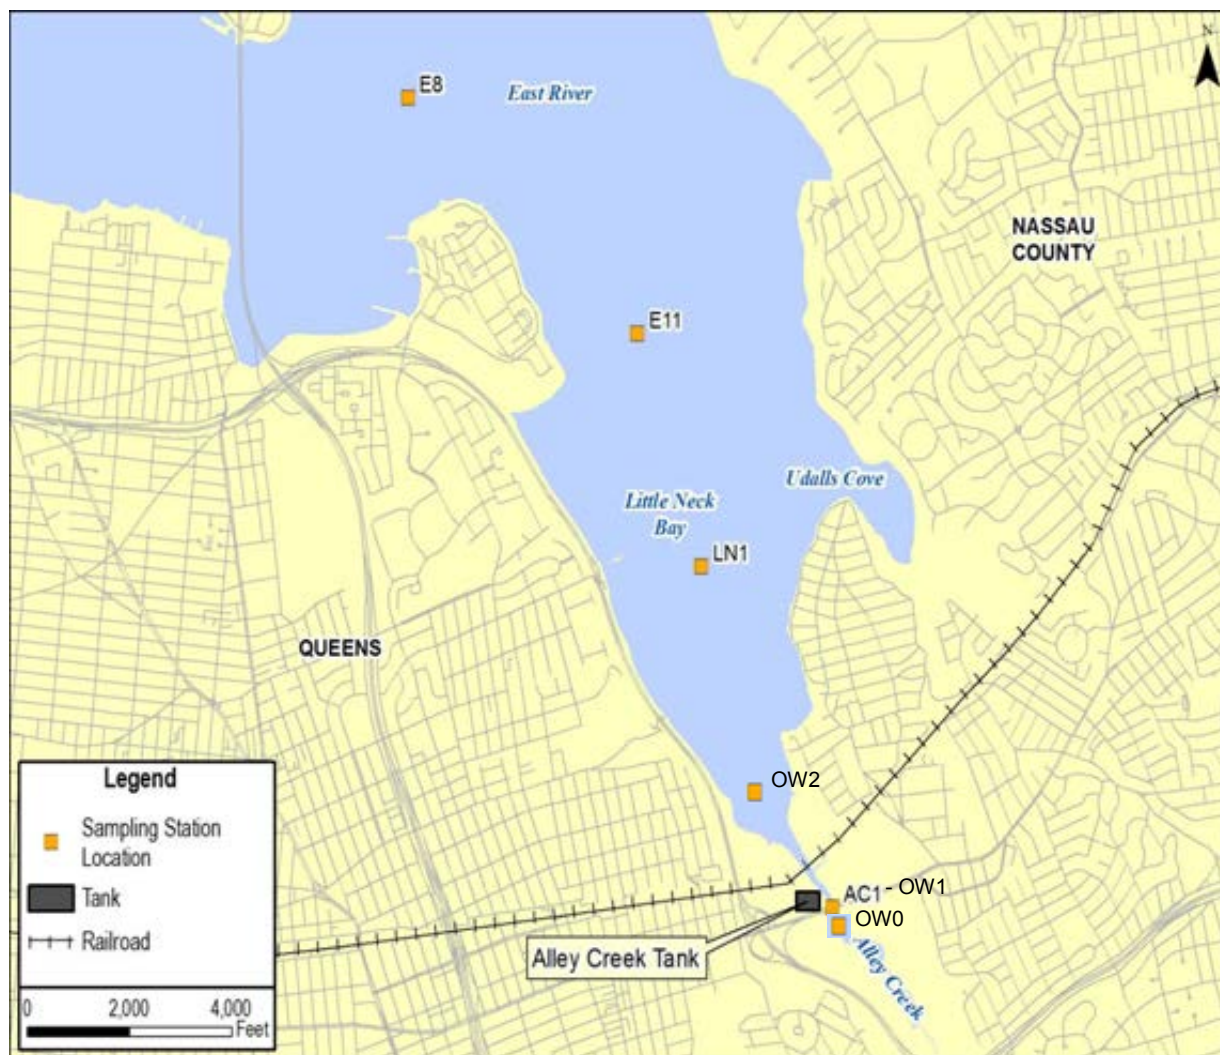 N
E8
East River
NASSAU
COUNTY
E11
Udalls Cove
Little Neck
Bay
LN1
QUEENS
OW2
AC1 - OW1
OW0
Alley Creek Tank
Alley Creek
Legend
Sampling Station
Location
Tank
Railroad
0 2,000 4,000
Feet